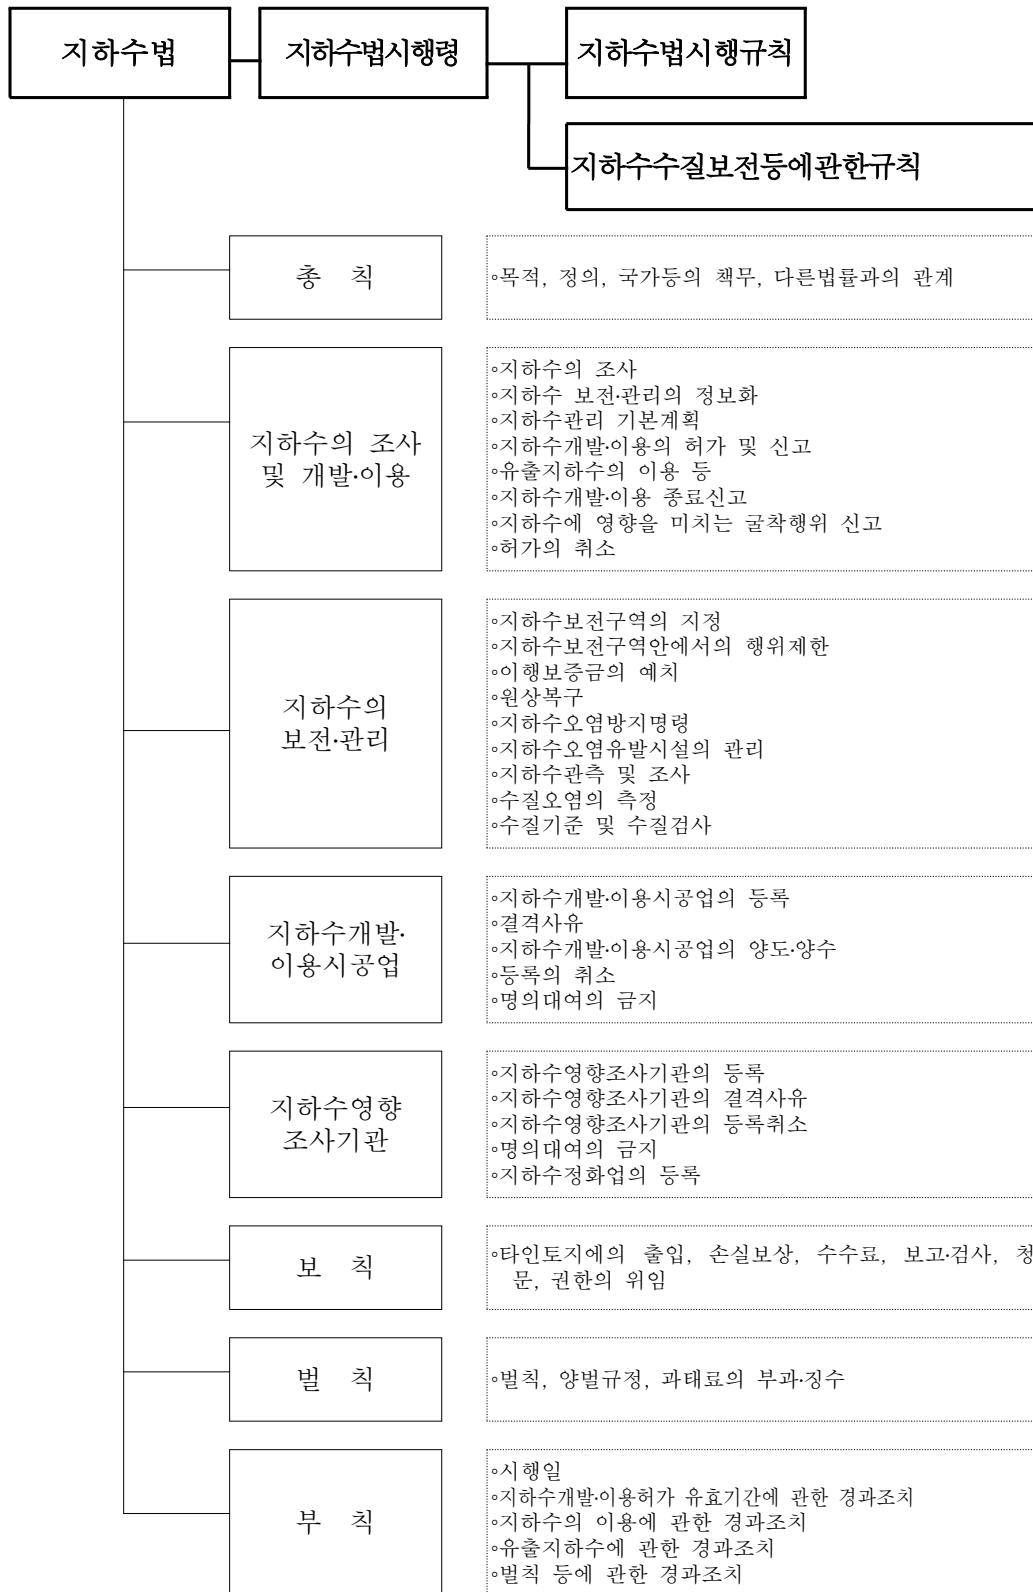 지하수법
지하수법시행령
지하수법시행규칙
지하수수질보전등에관한규칙
총 칙
◦목적, 정의, 국가등의 책무, 다른법률과의 관계
지하수의 조사
및 개발·이용
◦지하수의 조사
◦지하수 보전·관리의 정보화
◦지하수관리 기본계획
◦지하수개발·이용의 허가 및 신고
◦유출지하수의 이용 등
◦지하수개발·이용 종료신고
◦지하수에 영향을 미치는 굴착행위 신고
◦허가의 취소
지하수의
보전·관리
◦지하수보전구역의 지정
◦지하수보전구역안에서의 행위제한
◦이행보증금의 예치
◦원상복구
◦지하수오염방지명령
◦지하수오염유발시설의 관리
◦지하수관측 및 조사
◦수질오염의 측정
◦수질기준 및 수질검사
지하수개발·
이용시공업
◦지하수개발·이용시공업의 등록
◦결격사유
◦지하수개발·이용시공업의 양도·양수
◦등록의 취소
◦명의대여의 금지
지하수영향
조사기관
◦지하수영향조사기관의 등록
◦지하수영향조사기관의 결격사유
◦지하수영향조사기관의 등록취소
◦명의대여의 금지
◦지하수정화업의 등록
보 칙
◦타인토지에의 출입, 손실보상, 수수료, 보고·검사, 청
문, 권한의 위임
벌 칙
◦벌칙, 양벌규정, 과태료의 부과·징수
부 칙
◦시행일
◦지하수개발·이용허가 유효기간에 관한 경과조치
◦지하수의 이용에 관한 경과조치
◦유출지하수에 관한 경과조치
◦벌칙 등에 관한 경과조치